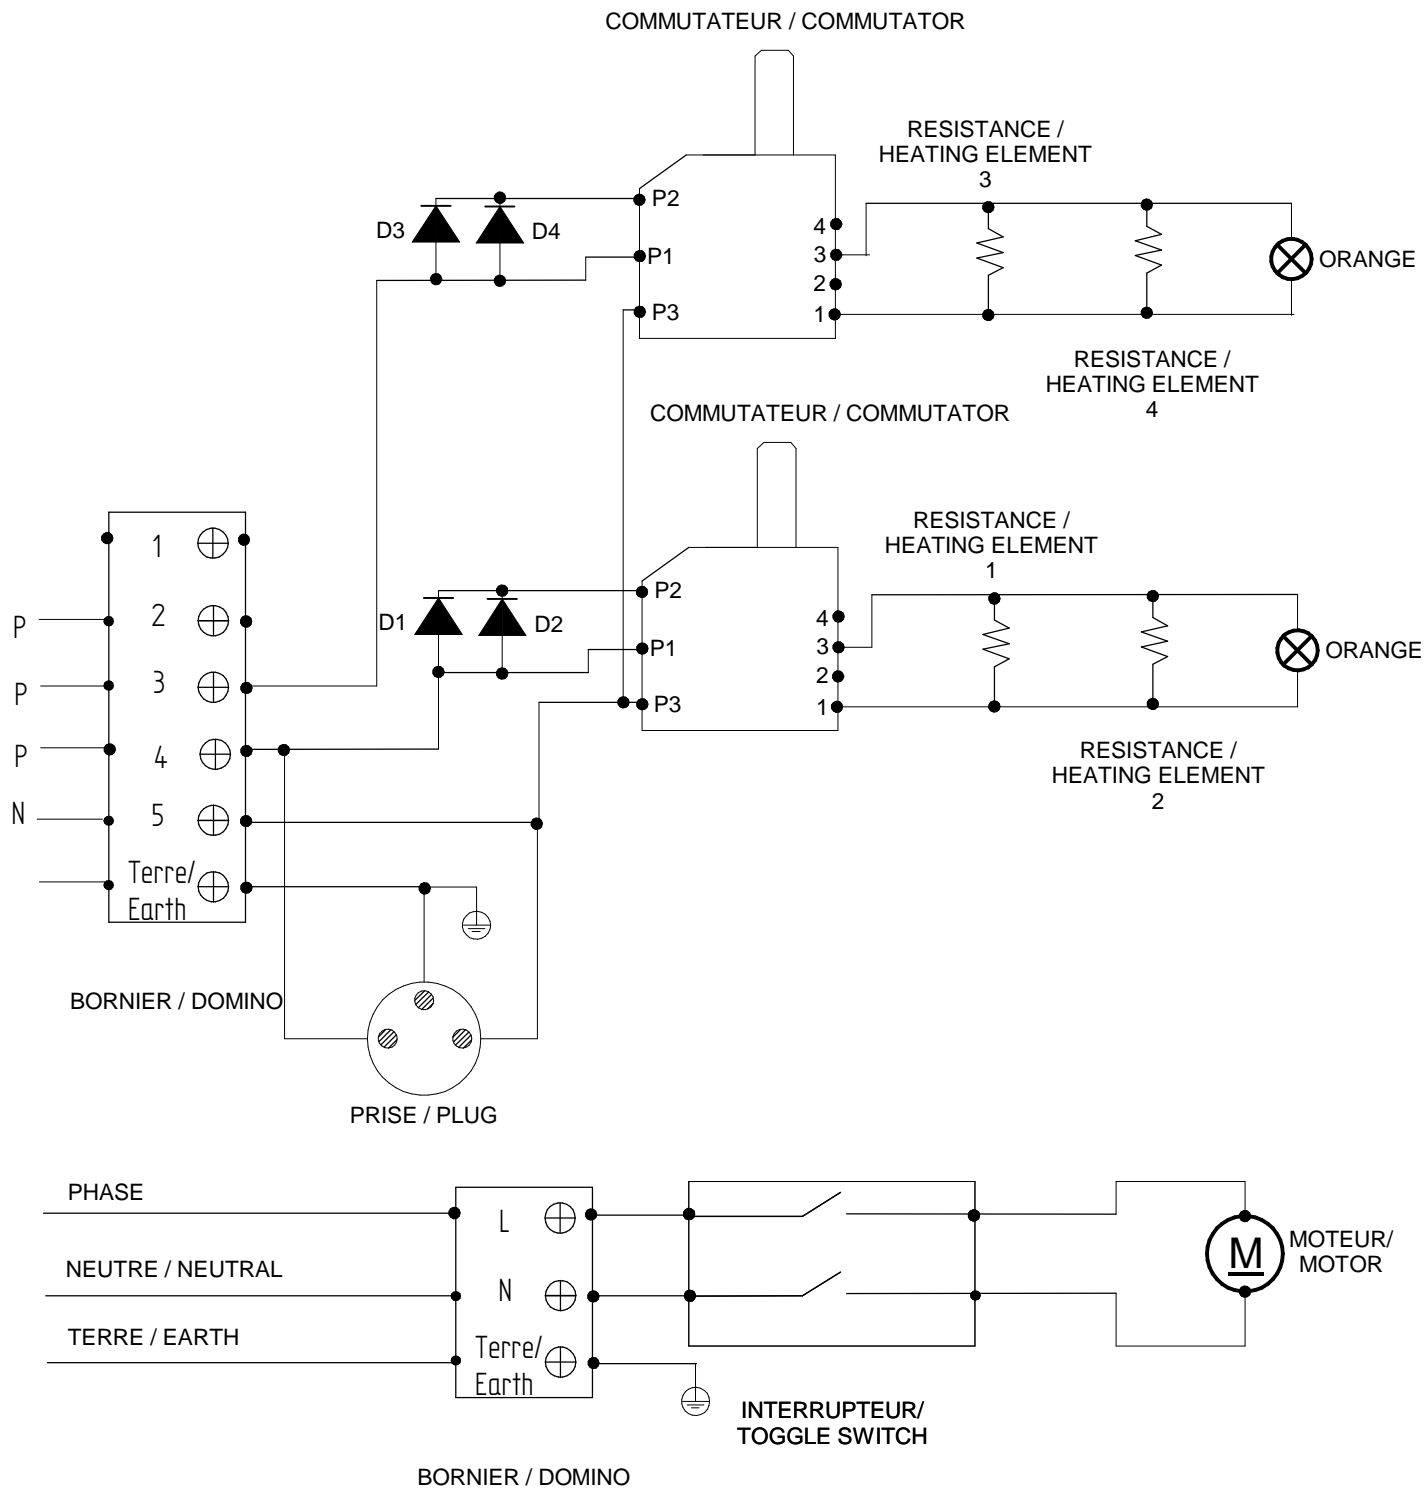 COMMUTATEUR / COMMUTATOR
RESISTANCE /
HEATING ELEMENT
3
P2
D3
D4
P1
P3
4
3
2
1
ORANGE
RESISTANCE /
HEATING ELEMENT
4
COMMUTATEUR / COMMUTATOR
RESISTANCE /
HEATING ELEMENT
1
P2
D1
D2
P1
P3
4
3
2
1
ORANGE
RESISTANCE /
HEATING ELEMENT
2
1
P
2
P
3
P
4
N
5
Terre/
Earth
BORNIER / DOMINO
PRISE / PLUG
PHASE
NEUTRE / NEUTRAL
TERRE / EARTH
L
N
Terre/
Earth
M
MOTEUR/
MOTOR
INTERRUPTEUR/
TOGGLE SWITCH
BORNIER / DOMINO